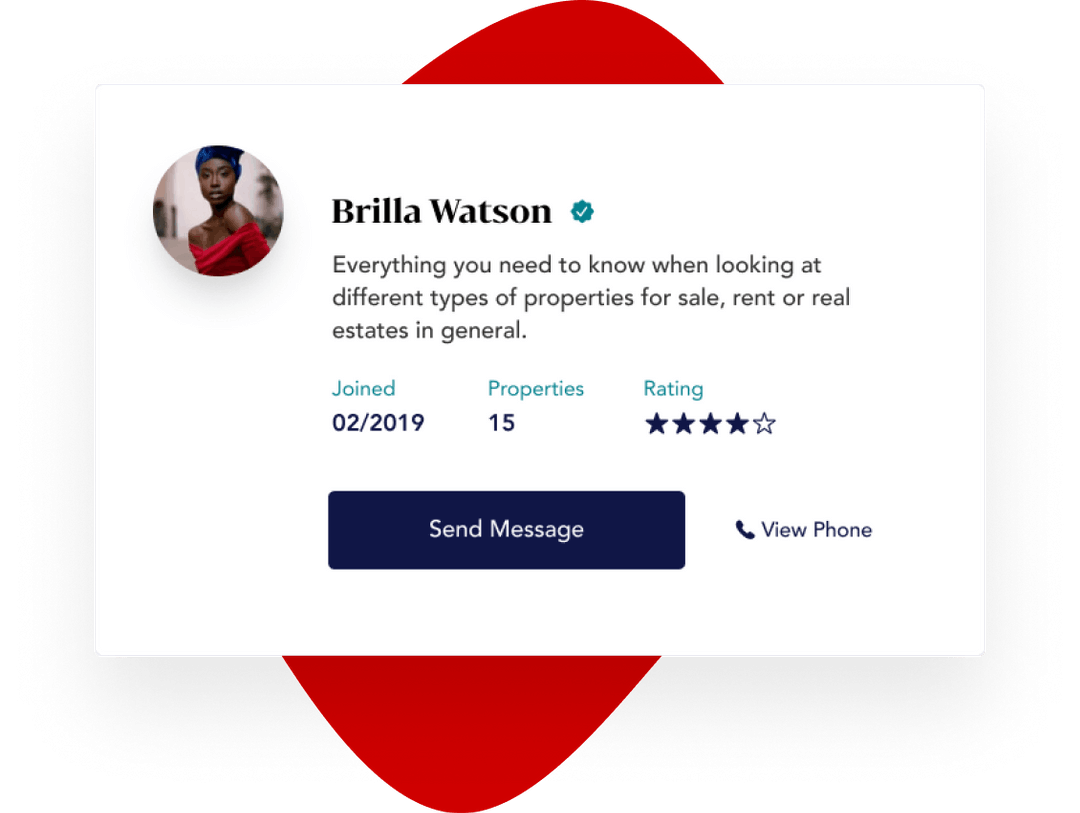 Brilla Watson
Everything you need to know when looking at
different types of properties for sale, rent or real
estates in general.
Joined Properties Rating
02/2019 15
Send Message View Phone